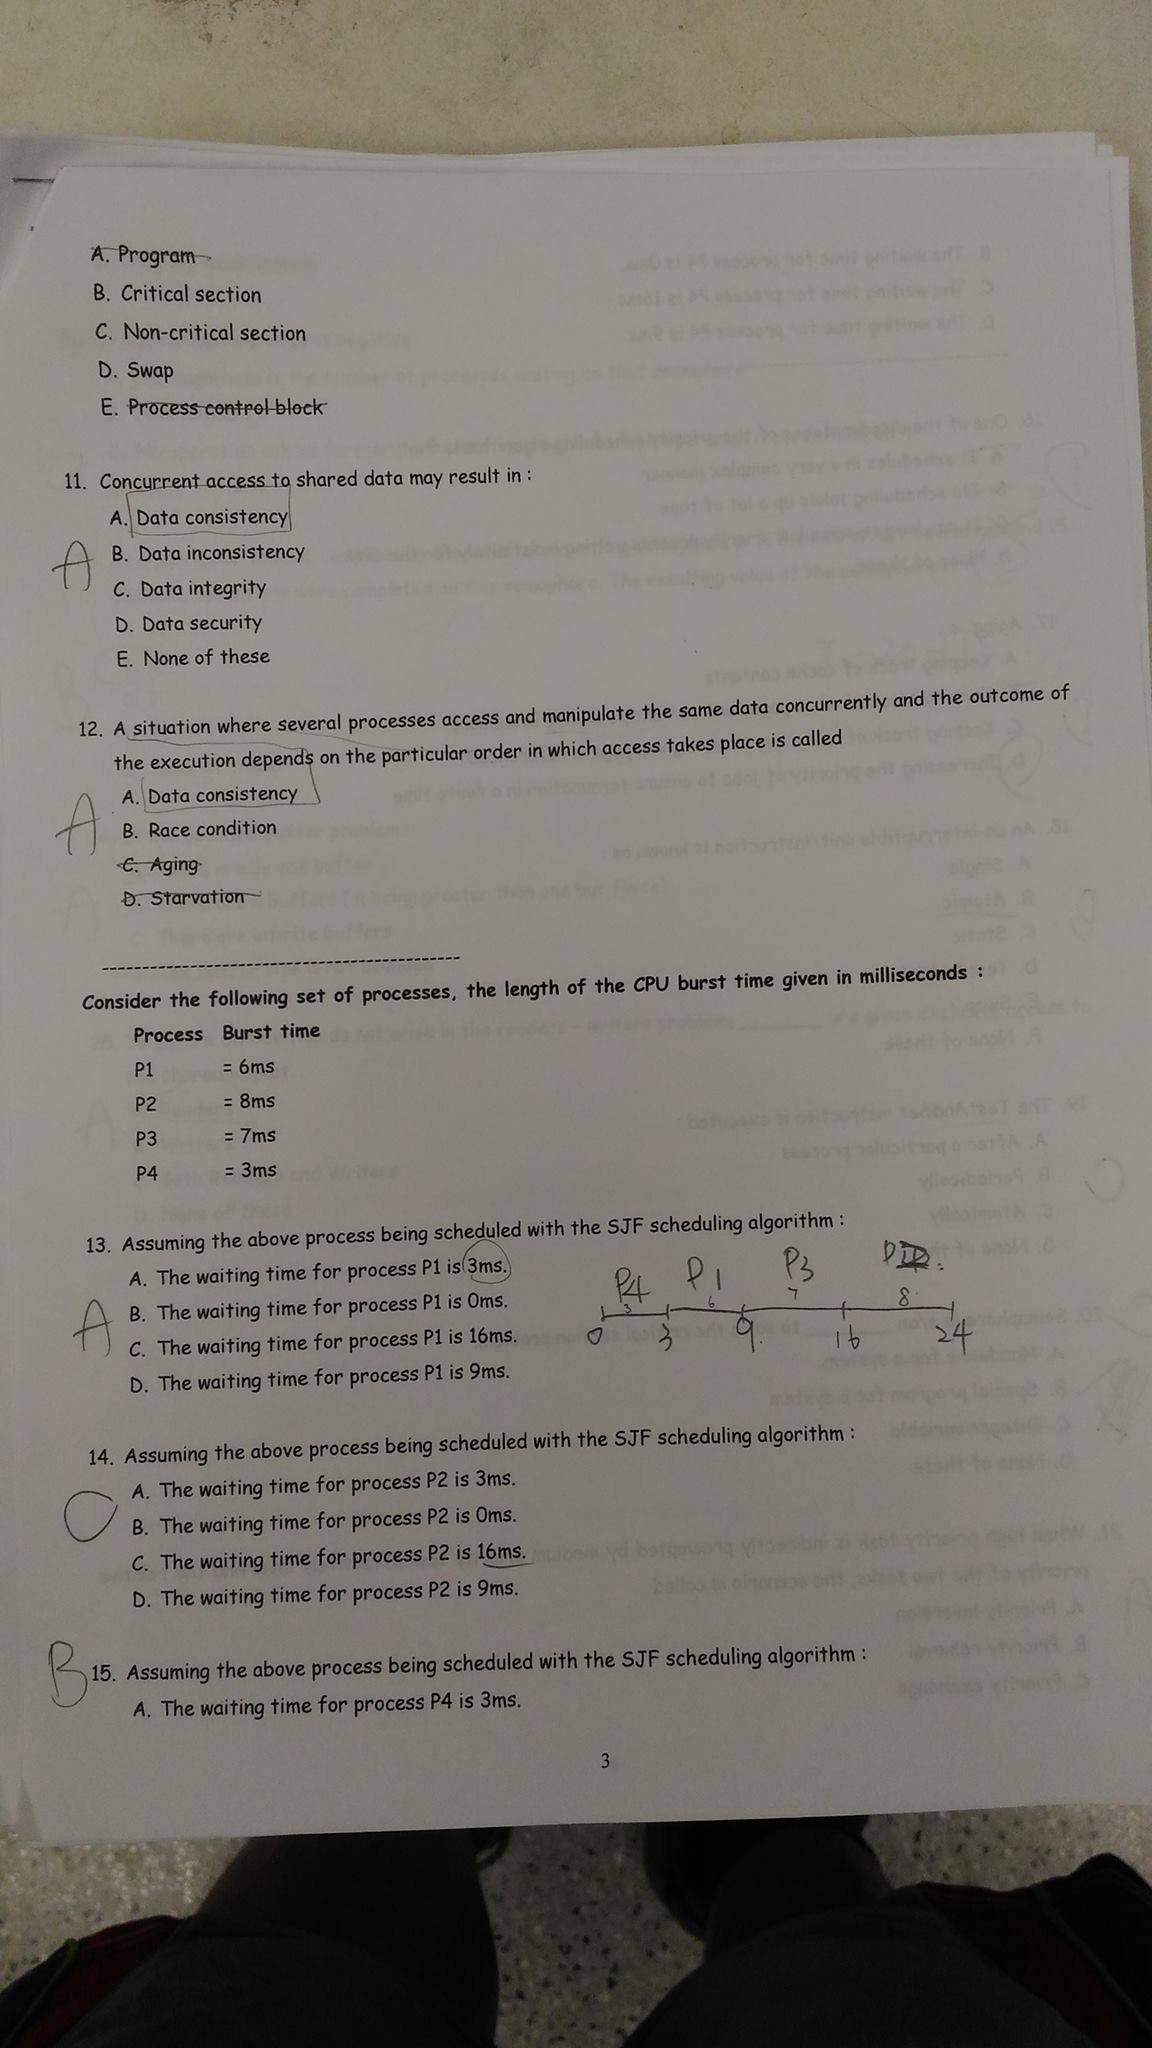 A. Program
B. Critical section
C. Non-critical section
D. Swap
E. Process control block
11. Concurrent access to shared data may result in :
A. Data consistency
A
B. Data inconsistency
C. Data integrity
D. Data security
E. None of these
12. A situation where several processes access and manipulate the same data concurrently and the outcome of
the execution depends on the particular order in which access takes place is called
A. Data consistency
A
B. Race condition
C. Aging
D. Starvation
Consider the following set of processes, the length of the CPU burst time given in milliseconds :
Process Burst time
P1 = 6ms
P2 = 8ms
P3 = 7ms
P4 = 3ms
13. Assuming the above process being scheduled with the SJF scheduling algorithm :
A. The waiting time for process P1 is 3ms.
A
B. The waiting time for process P1 is 0ms.
C. The waiting time for process P1 is 16ms.
D. The waiting time for process P1 is 9ms.
P4 P1 P3
3 6 7 8
0 3 9 16 24
14. Assuming the above process being scheduled with the SJF scheduling algorithm :
A. The waiting time for process P2 is 3ms.
C
B. The waiting time for process P2 is 0ms.
C. The waiting time for process P2 is 16ms.
D. The waiting time for process P2 is 9ms.
B
15. Assuming the above process being scheduled with the SJF scheduling algorithm :
A. The waiting time for process P4 is 3ms.
3